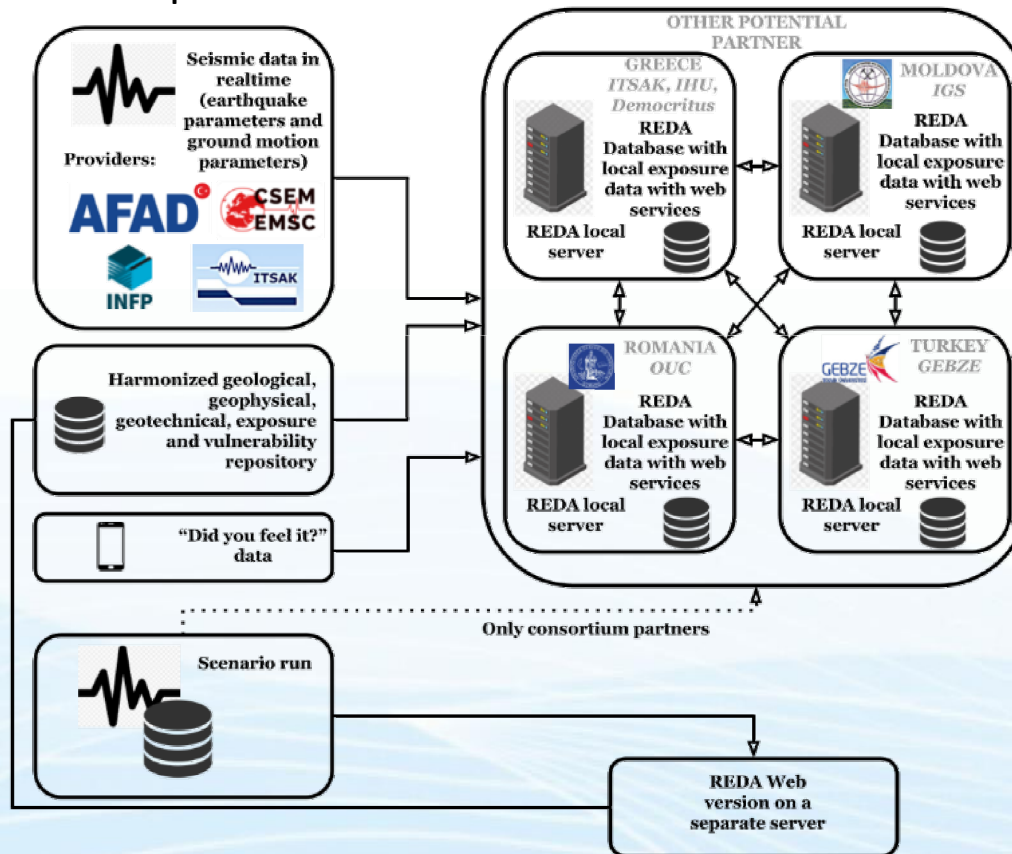 Seismic data in
realtime
(earthquake
parameters and
ground motion
parameters)
Providers:
AFAD
CSEM
EMSC
INFP
ITSAK
Harmonized geological,
geophysical,
geotechnical, exposure
and vulnerability
repository
“Did you feel it?”
data
Scenario run
OTHER POTENTIAL
PARTNER
GREECE
ITSAK, IHU,
Democritus
REDA
Database with
local exposure
data with web
services
REDA local
server
MOLDOVA
IGS
REDA
Database with
local exposure
data with web
services
REDA local
server
ROMANIA
OUC
REDA
Database with
local exposure
data with web
services
REDA local
server
TURKEY
GEBZE
GEBZE
REDA
Database with
local exposure
data with web
services
REDA local
server
Only consortium partners
REDA Web
version on a
separate server